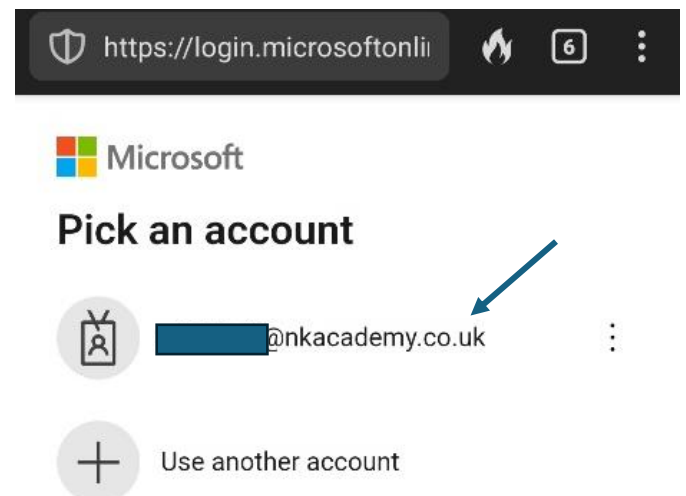 https://login.microsoftonli
6
Microsoft
Pick an account
@nkacademy.co.uk
Use another account